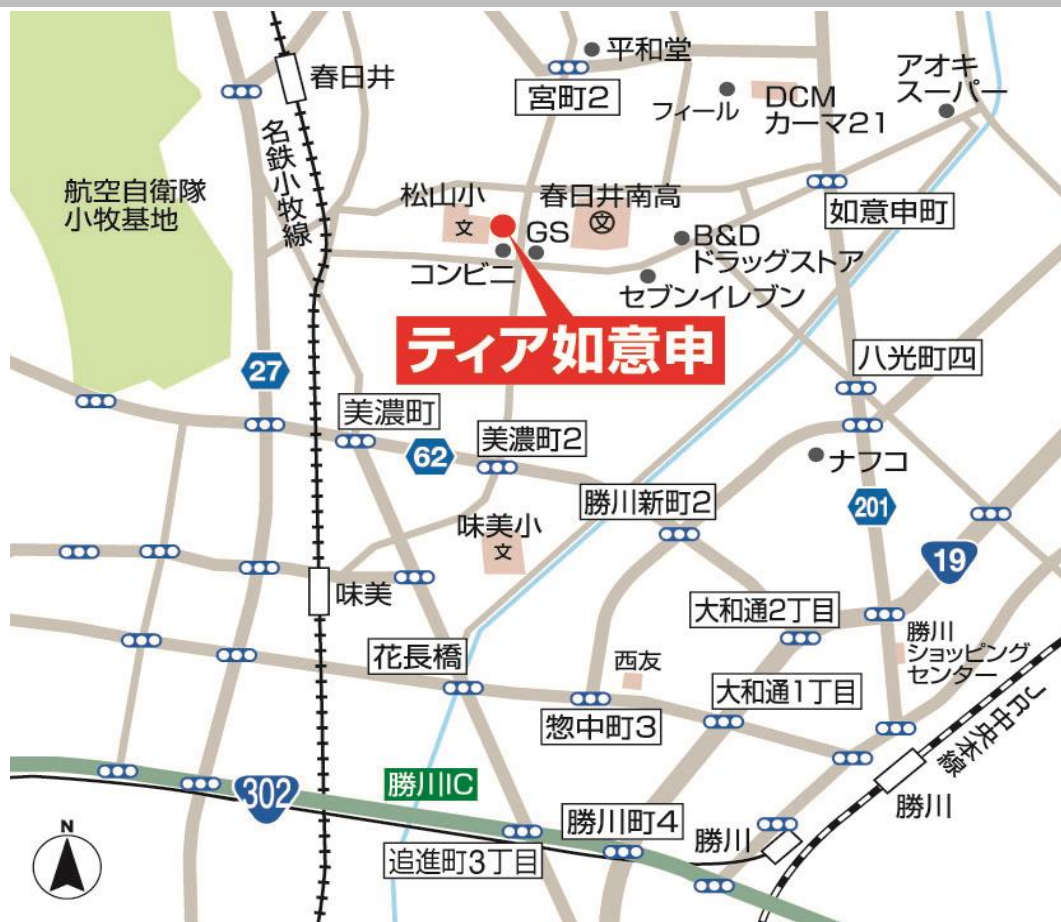 平和堂
春日井
宮町2
フィール
DCM
カーマ21
アオキ
スーパー
名鉄小牧線
航空自衛隊
小牧基地
松山小
文
春日井南高
文
如意申町
GS
コンビニ
B&D
ドラッグストア
セブンイレブン
ティア如意申
八光町四
27
美濃町
62
美濃町2
ナフコ
勝川新町2
201
味美小
文
19
味美
大和通2丁目
勝川
ショッピング
センター
花長橋
西友
大和通1丁目
惣中町3
JR中央本線
勝川IC
302
勝川町4
勝川
勝川
追進町3丁目
N